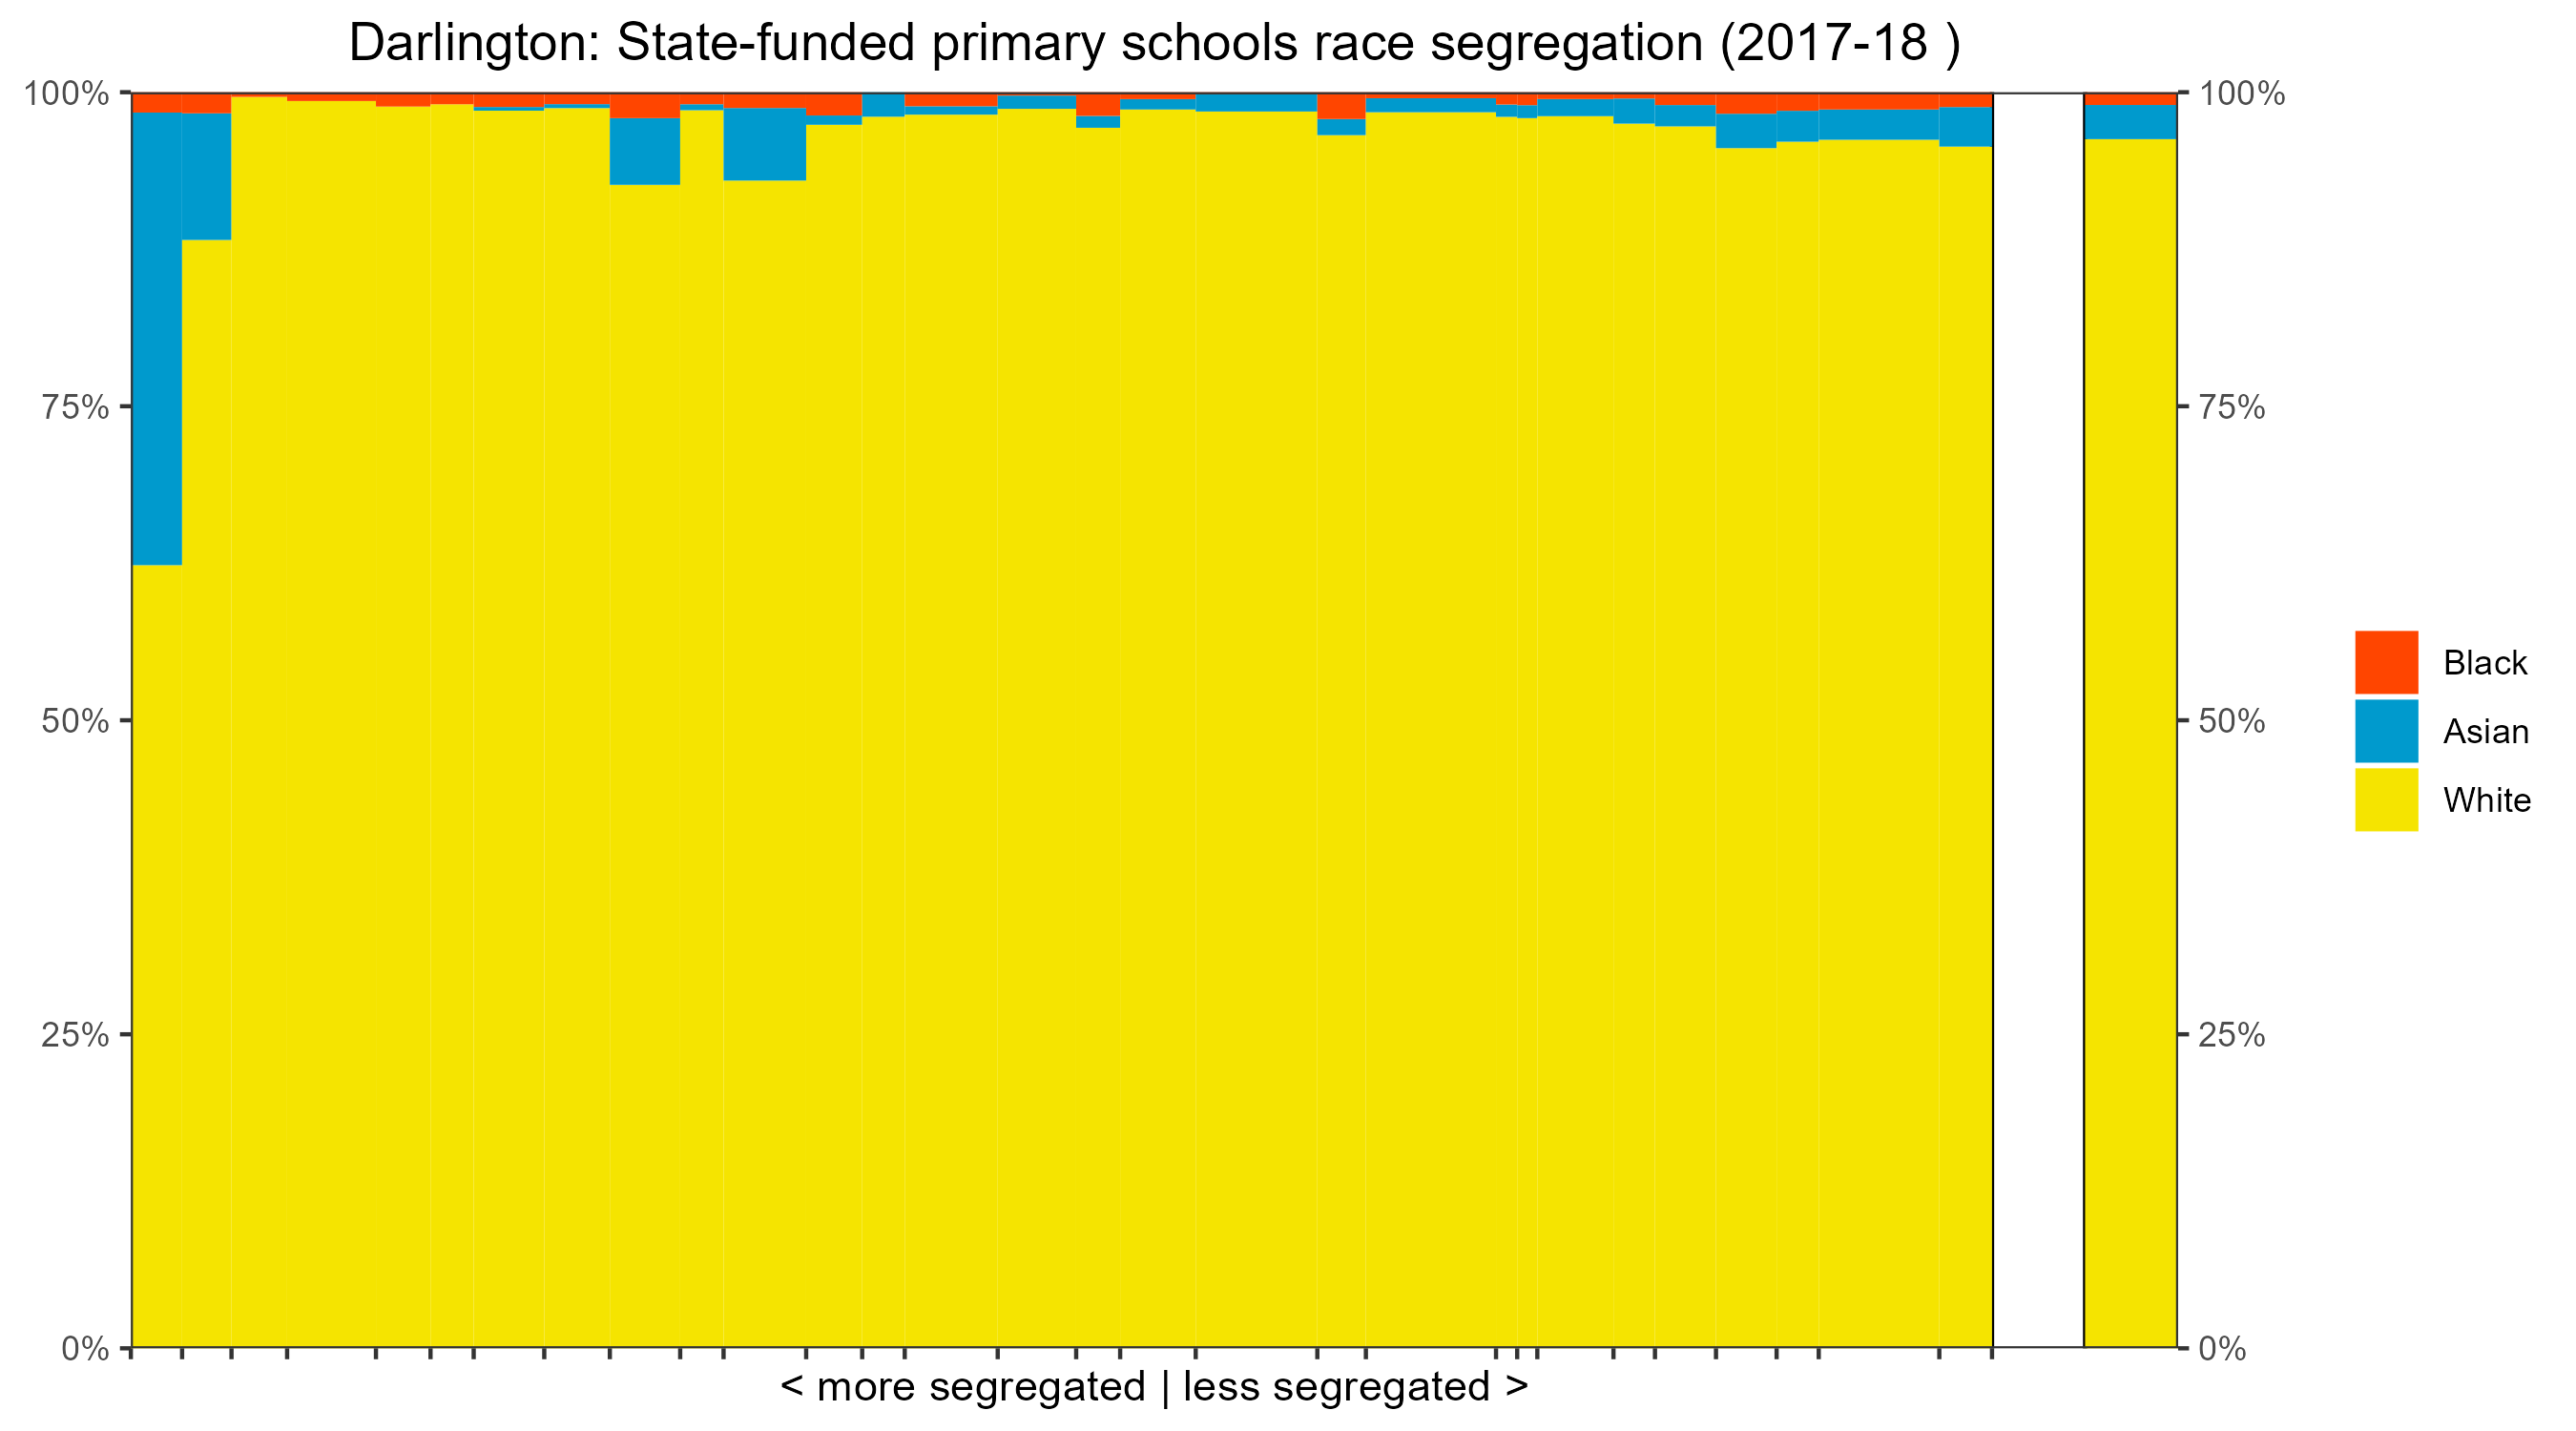 Darlington: State-funded primary schools race segregation (2017-18 )
100%
75%
50%
25%
0%
100%
75%
50%
25%
0%
Black
Asian
White
< more segregated | less segregated >